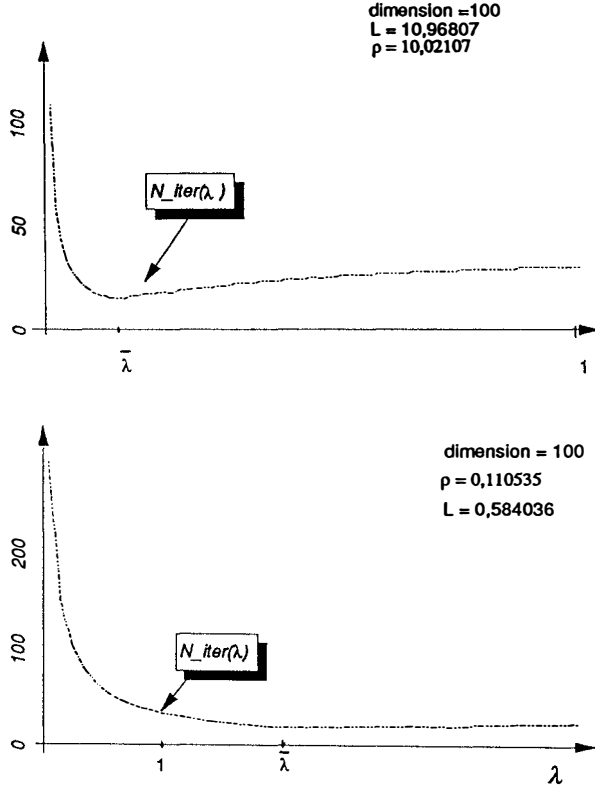 dimension =100
L = 10,96807
ρ = 10,02107
100
N_iter(λ )
50
0
λ̄
1
dimension = 100
ρ = 0,110535
L = 0,584036
200
100
N_iter(λ)
0
1
λ̄
λ